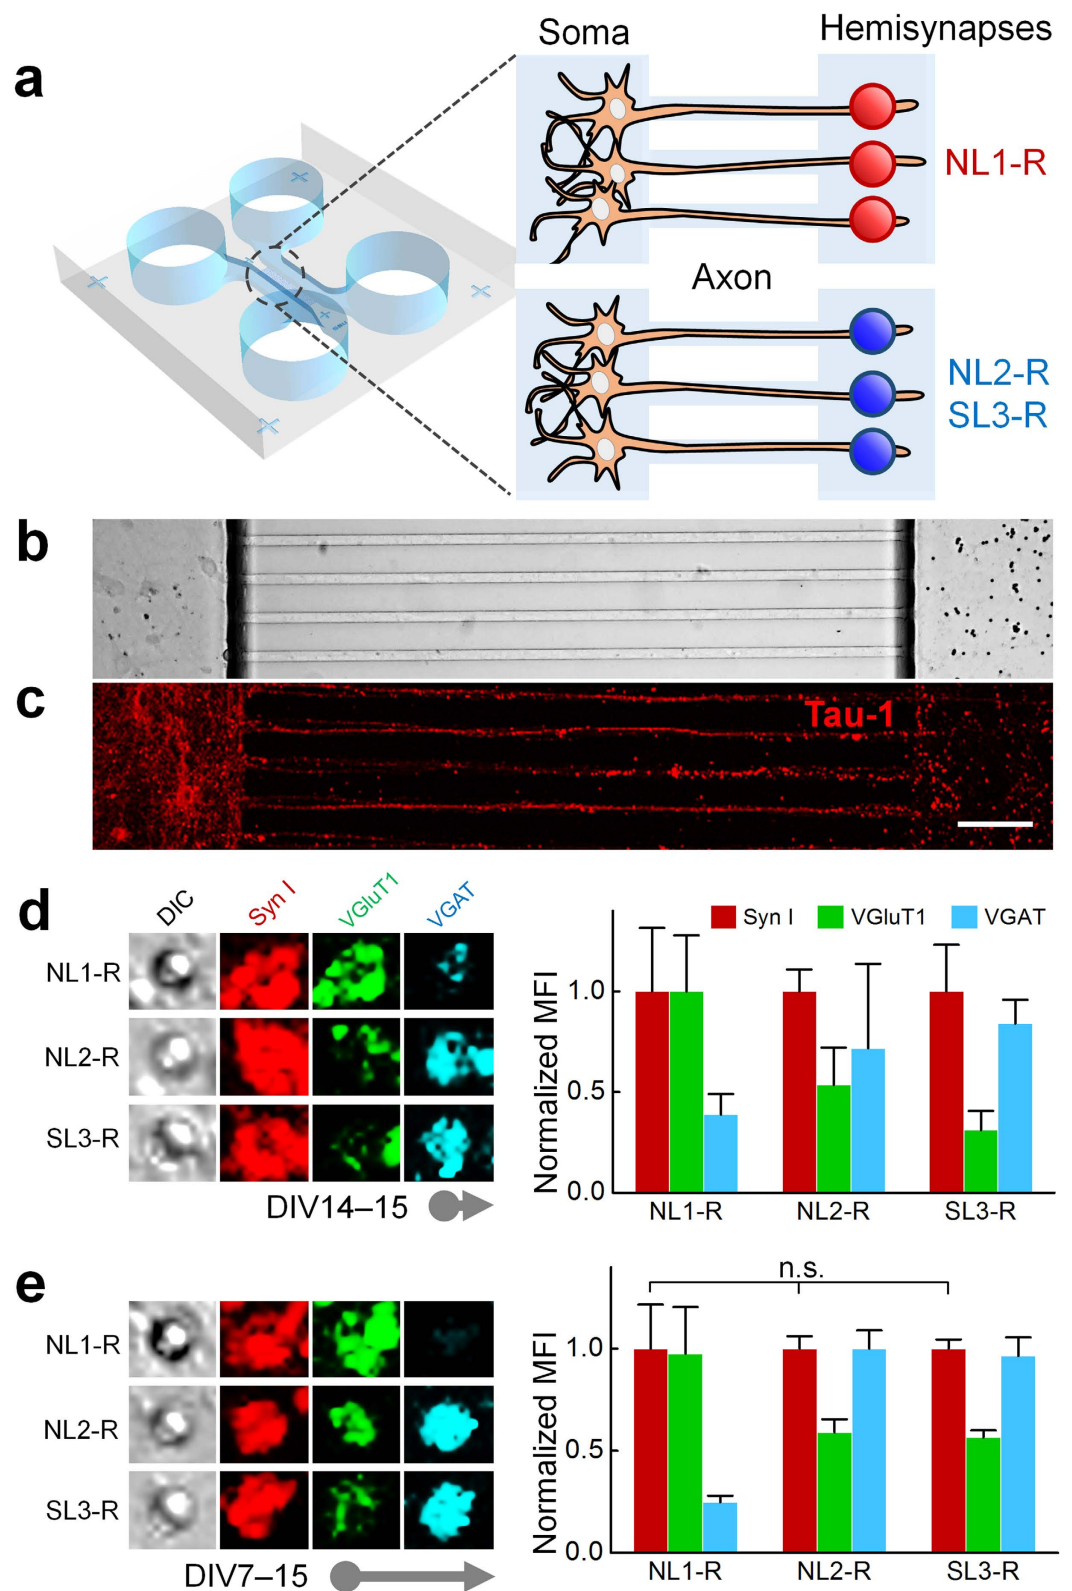 a
Soma
Hemisynapses
NL1-R
Axon
NL2-R
SL3-R
b
c
Tau-1
d
DIC
Syn I
VGluT1
VGAT
NL1-R
NL2-R
SL3-R
DIV14–15
Syn I
VGluT1
VGAT
Normalized MFI
1.0
0.5
0.0
NL1-R
NL2-R
SL3-R
e
NL1-R
NL2-R
SL3-R
DIV7–15
n.s.
Normalized MFI
1.0
0.5
0.0
NL1-R
NL2-R
SL3-R